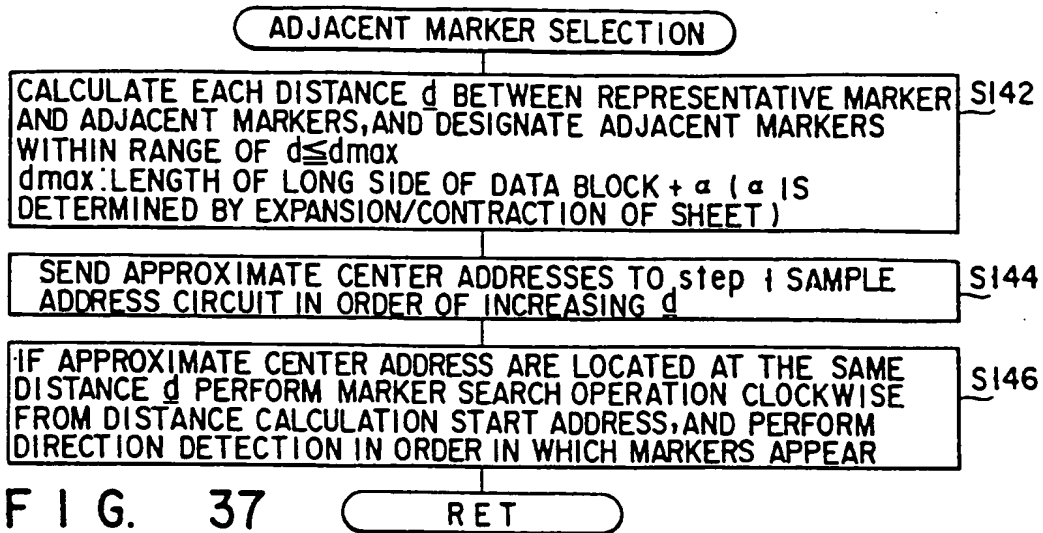 ADJACENT MARKER SELECTION
CALCULATE EACH DISTANCE d BETWEEN REPRESENTATIVE MARKER
AND ADJACENT MARKERS, AND DESIGNATE ADJACENT MARKERS
WITHIN RANGE OF d≦dmax
dmax: LENGTH OF LONG SIDE OF DATA BLOCK + α (α IS
DETERMINED BY EXPANSION/CONTRACTION OF SHEET)
S142
SEND APPROXIMATE CENTER ADDRESSES TO step 1 SAMPLE
ADDRESS CIRCUIT IN ORDER OF INCREASING d
S144
IF APPROXIMATE CENTER ADDRESS ARE LOCATED AT THE SAME
DISTANCE d PERFORM MARKER SEARCH OPERATION CLOCKWISE
FROM DISTANCE CALCULATION START ADDRESS, AND PERFORM
DIRECTION DETECTION IN ORDER IN WHICH MARKERS APPEAR
S146
FIG. 37
RET